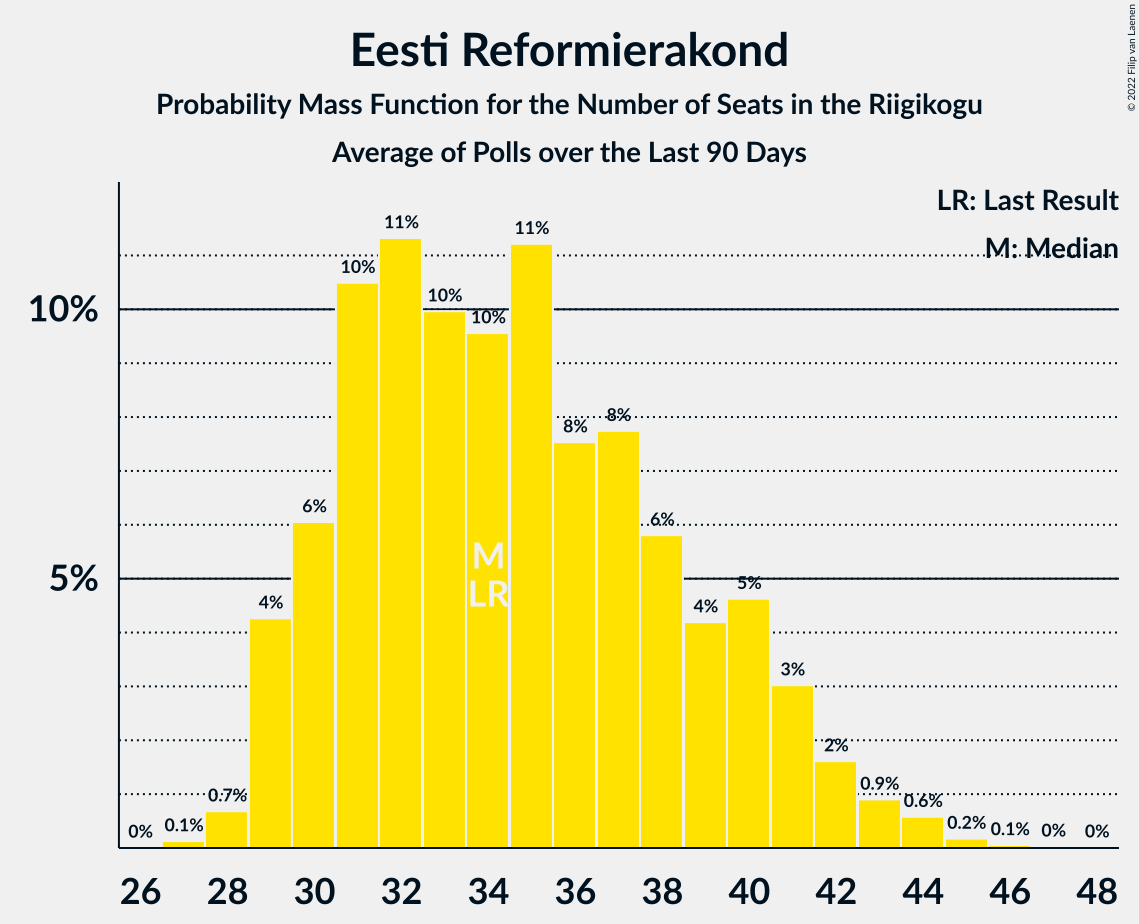 Eesti Reformierakond
Probability Mass Function for the Number of Seats in the Riigikogu
Average of Polls over the Last 90 Days
© 2022 Filip van Laenen
LR: Last Result
M: Median
10%
5%
0%
0.1%
0.7%
4%
6%
10%
11%
10%
10%
11%
8%
8%
6%
4%
5%
3%
2%
0.9%
0.6%
0.2%
0.1%
0%
0%
M
LR
26 28 30 32 34 36 38 40 42 44 46 48